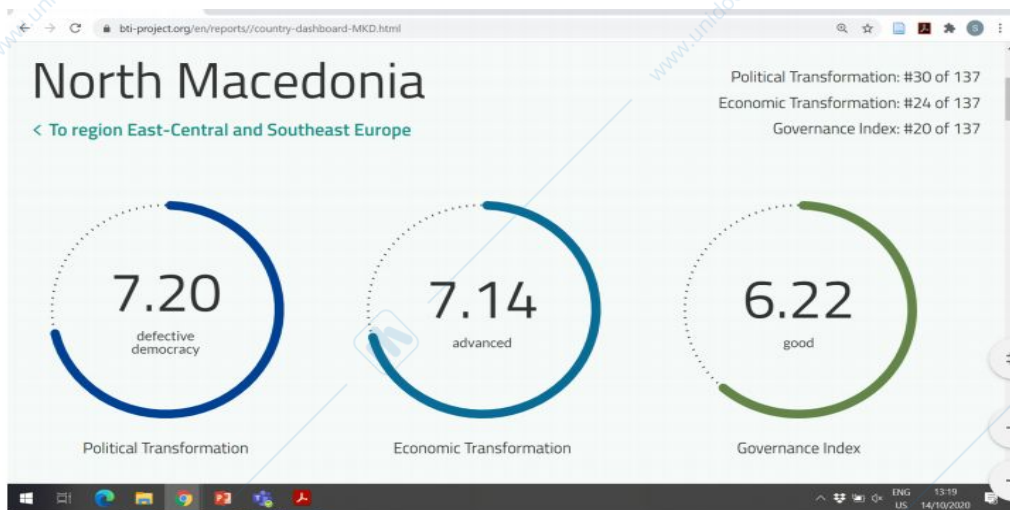 bti-project.org/en/reports//country-dashboard-MKD.html
North Macedonia
< To region East-Central and Southeast Europe
Political Transformation: #30 of 137
Economic Transformation: #24 of 137
Governance Index: #20 of 137
7.20
defective
democracy
Political Transformation
7.14
advanced
Economic Transformation
6.22
good
Governance Index
ENG
US
13:19
14/10/2020